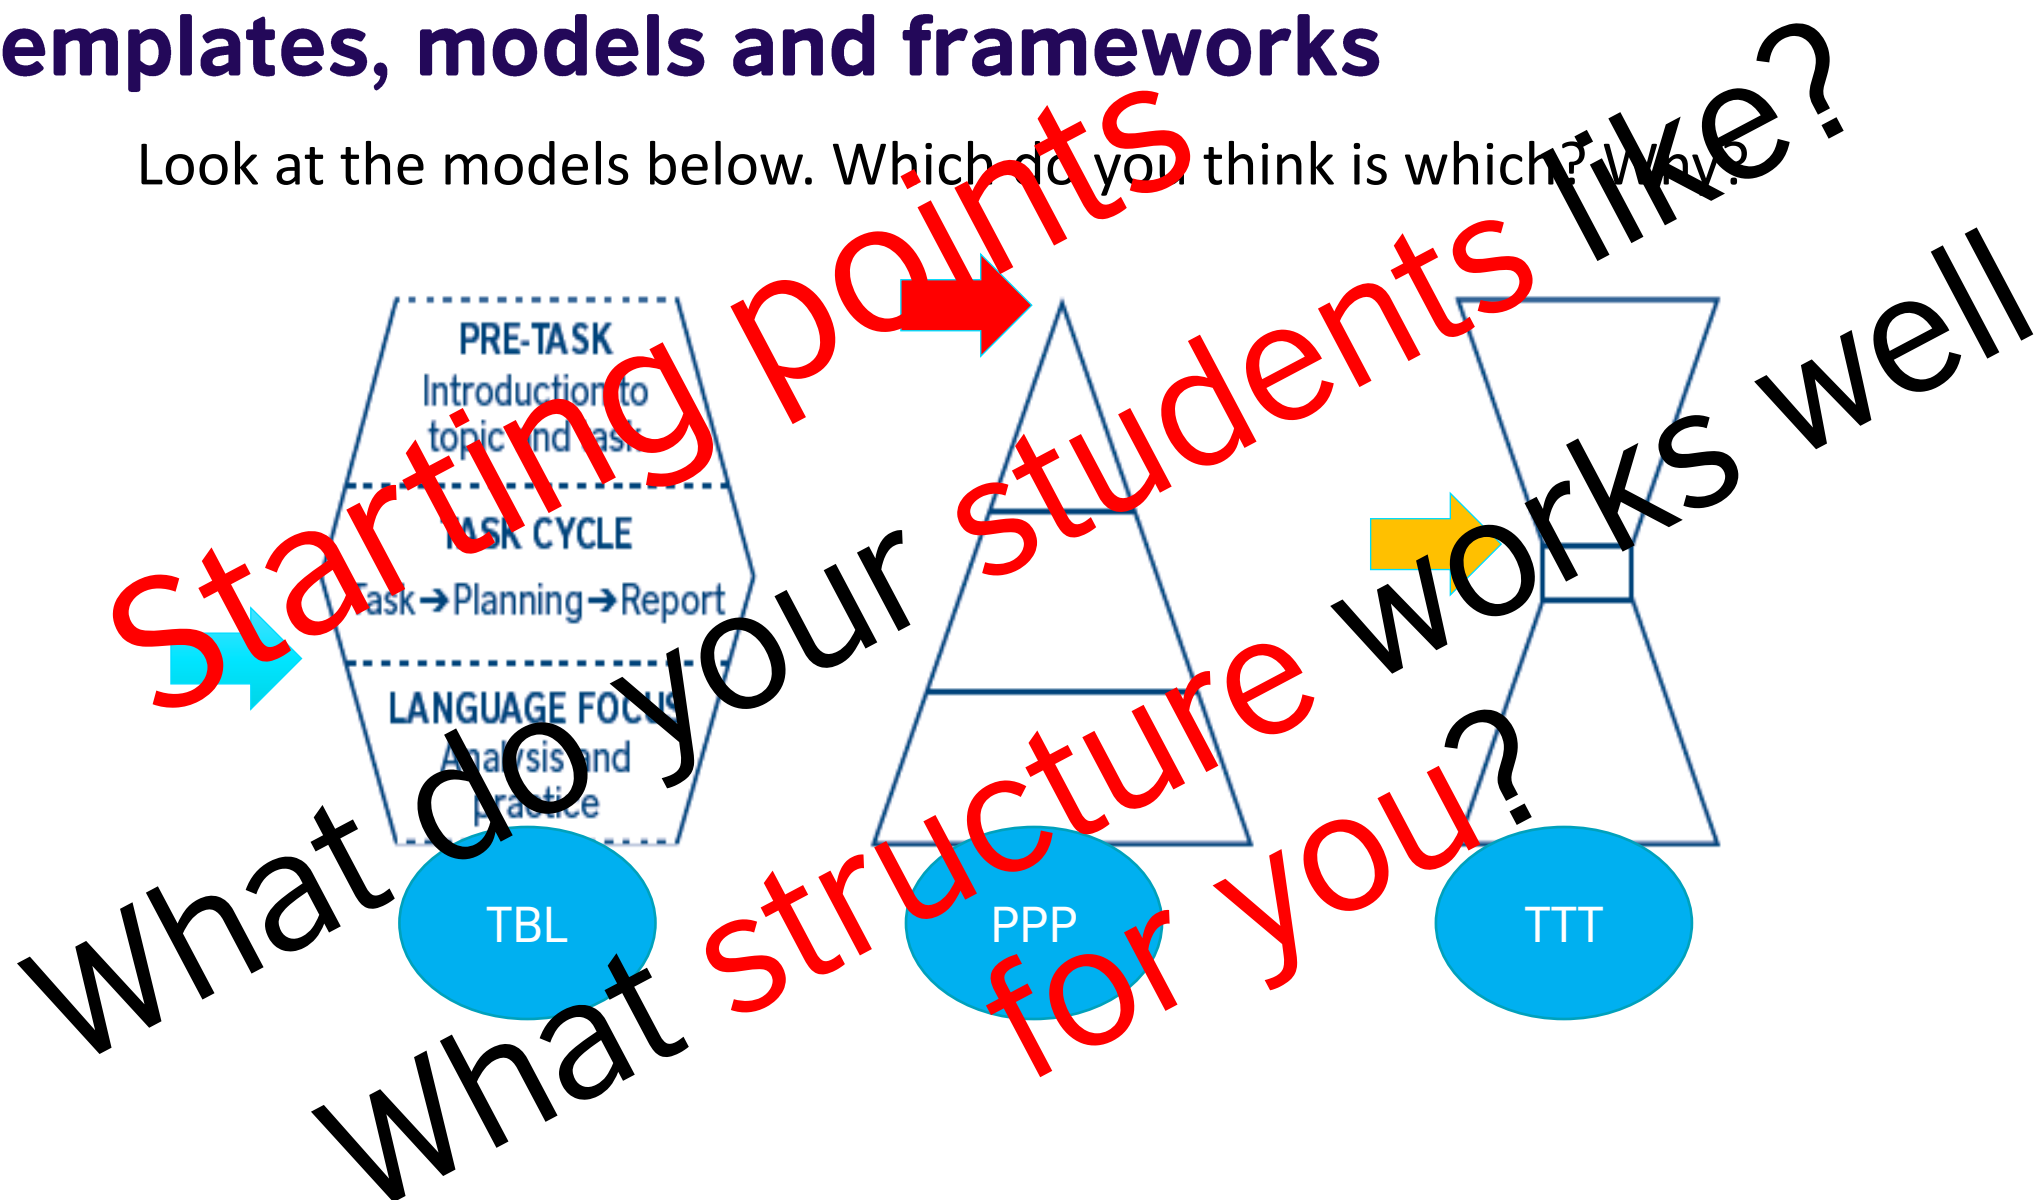 emplates, models and frameworks
Look at the models below. Which do you think is which? Why?
Starting points
PRE-TASK
Introduction to
topic and task
TASK CYCLE
Task➔Planning➔Report
LANGUAGE FOCUS
Analysis and
practice
What do your students like?
What structure works well
for you?
TBL
PPP
TTT